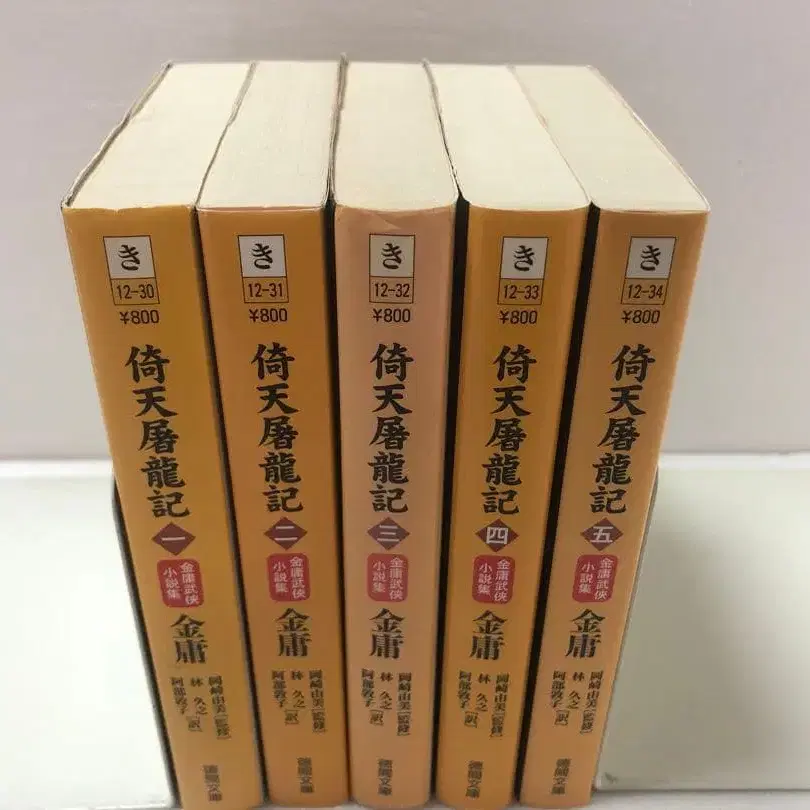 き
12-30
¥800
倚天屠龍記
一
金庸武侠
小説集
金庸
岡崎由美[監修]
林久之
阿部敦子[訳]
徳間文庫
き
12-31
¥800
倚天屠龍記
二
金庸武侠
小説集
金庸
岡崎由美[監修]
林久之
阿部敦子[訳]
徳間文庫
き
12-32
¥800
倚天屠龍記
三
金庸武侠
小説集
金庸
岡崎由美[監修]
林久之
阿部敦子[訳]
徳間文庫
き
12-33
¥800
倚天屠龍記
四
金庸武侠
小説集
金庸
岡崎由美[監修]
林久之
阿部敦子[訳]
徳間文庫
き
12-34
¥800
倚天屠龍記
五
金庸武侠
小説集
金庸
岡崎由美[監修]
林久之
阿部敦子[訳]
徳間文庫